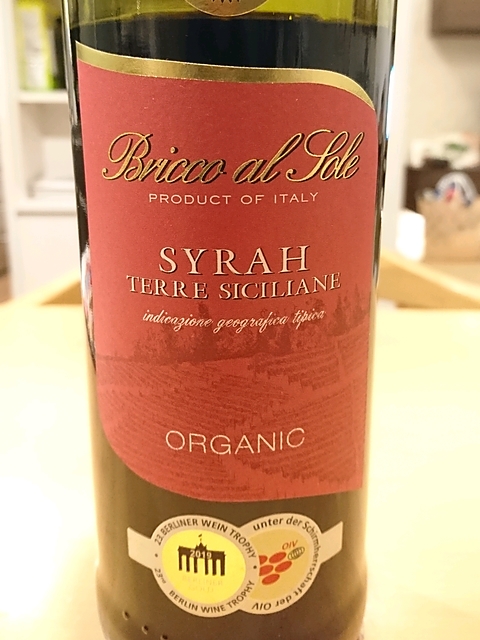 Bricco al Sole
PRODUCT OF ITALY
SYRAH
TERRE SICILIANE
indicazione geografica tipica
ORGANIC
23. BERLINER WEIN TROPHY
2019
BERLIN WINE TROPHY
unter der Schirmherrschaft der OIV
OIV